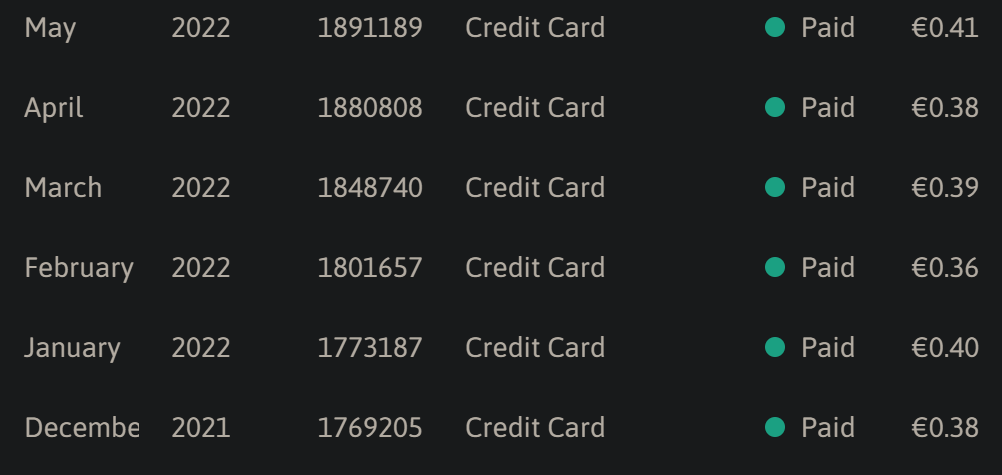 May 2022 1891189 Credit Card Paid €0.41
April 2022 1880808 Credit Card Paid €0.38
March 2022 1848740 Credit Card Paid €0.39
February 2022 1801657 Credit Card Paid €0.36
January 2022 1773187 Credit Card Paid €0.40
Decembe 2021 1769205 Credit Card Paid €0.38